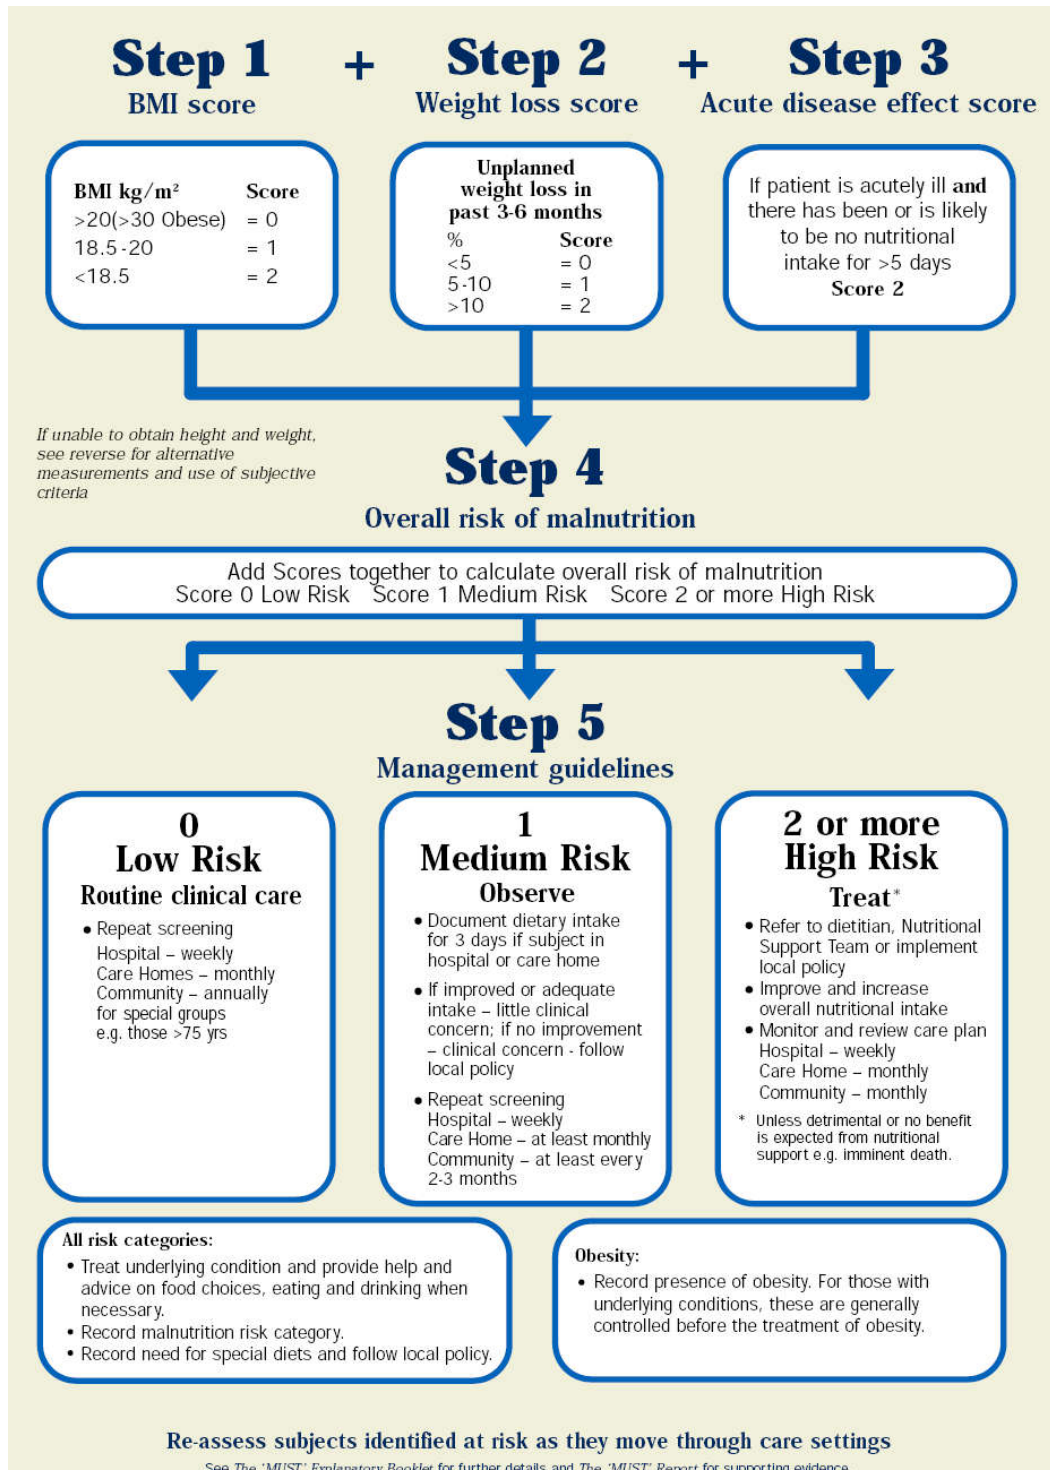 Step 1 + Step 2 + Step 3
BMI score
Weight loss score
Acute disease effect score
BMI kg/m² Score
>20(>30 Obese) = 0
18.5-20 = 1
<18.5 = 2
Unplanned
weight loss in
past 3-6 months
% Score
<5 = 0
5-10 = 1
>10 = 2
If patient is acutely ill and
there has been or is likely
to be no nutritional
intake for >5 days
Score 2
If unable to obtain height and weight,
see reverse for alternative
measurements and use of subjective
criteria
Step 4
Overall risk of malnutrition
Add Scores together to calculate overall risk of malnutrition
Score 0 Low Risk Score 1 Medium Risk Score 2 or more High Risk
Step 5
Management guidelines
0
Low Risk
Routine clinical care
• Repeat screening
Hospital – weekly
Care Homes – monthly
Community – annually
for special groups
e.g. those >75 yrs
1
Medium Risk
Observe
• Document dietary intake
for 3 days if subject in
hospital or care home
• If improved or adequate
intake – little clinical
concern; if no improvement
– clinical concern - follow
local policy
• Repeat screening
Hospital – weekly
Care Home – at least monthly
Community – at least every
2-3 months
2 or more
High Risk
Treat*
• Refer to dietitian, Nutritional
Support Team or implement
local policy
• Improve and increase
overall nutritional intake
• Monitor and review care plan
Hospital – weekly
Care Home – monthly
Community – monthly
* Unless detrimental or no benefit
is expected from nutritional
support e.g. imminent death.
All risk categories:
• Treat underlying condition and provide help and
advice on food choices, eating and drinking when
necessary.
• Record malnutrition risk category.
• Record need for special diets and follow local policy.
Obesity:
• Record presence of obesity. For those with
underlying conditions, these are generally
controlled before the treatment of obesity.
Re-assess subjects identified at risk as they move through care settings
See The 'MUST' Explanatory Booklet for further details and The 'MUST' Report for supporting evidence